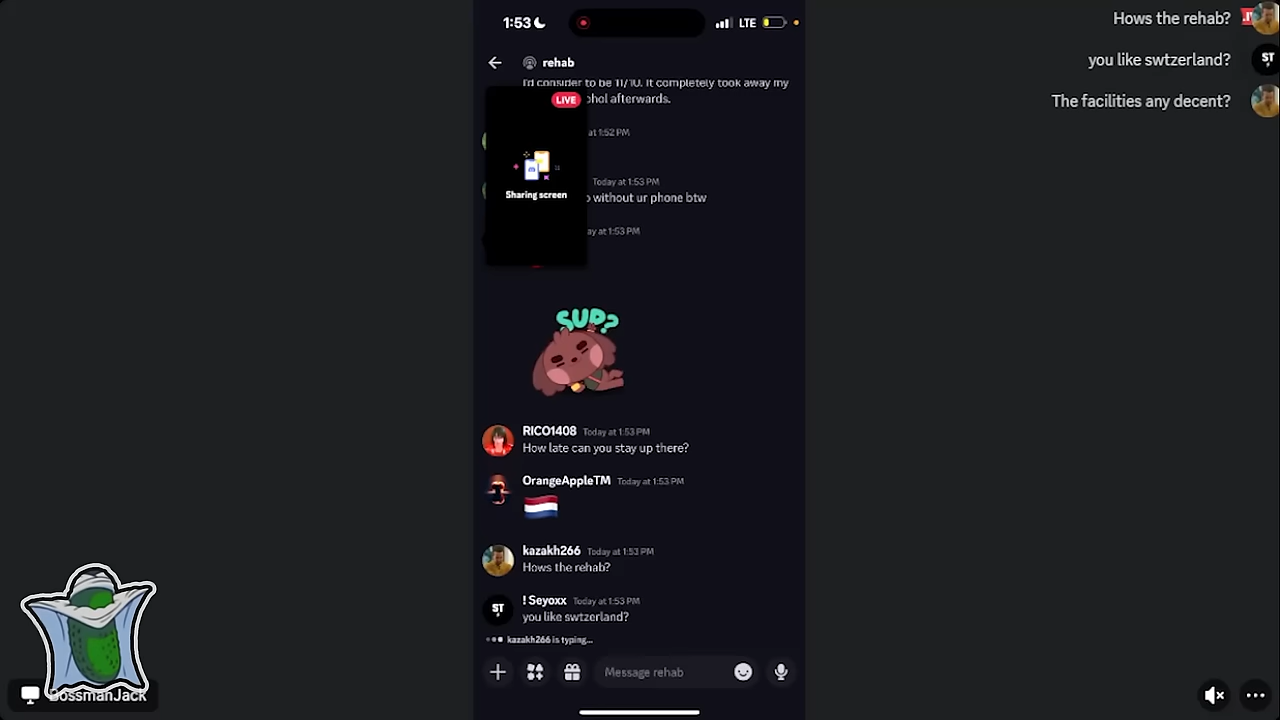 1:53
LTE
rehab
I'd consider to be 11/10. It completely took away my
LIVE
ohol afterwards.
at 1:52 PM
Today at 1:53 PM
Sharing screen
without ur phone btw
ay at 1:53 PM
SUP?
RICO1408 Today at 1:53 PM
How late can you stay up there?
OrangeAppleTM Today at 1:53 PM
kazakh266 Today at 1:53 PM
Hows the rehab?
ST
! Seyoxx Today at 1:53 PM
you like swtzerland?
kazakh266 is typing...
Message rehab
Hows the rehab?
you like swtzerland?
ST
The facilities any decent?
BossmanJack